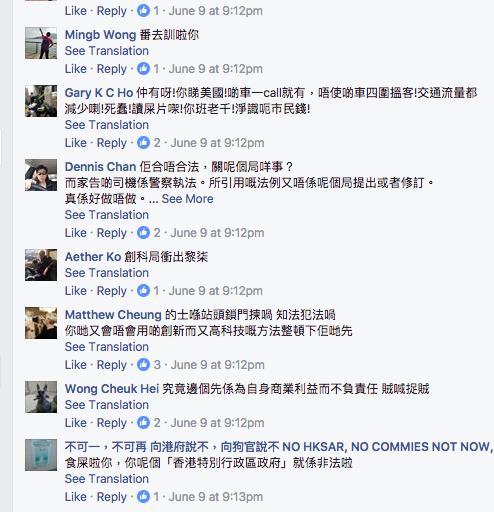 Like · Reply · 1 · June 9 at 9:12pm
Mingb Wong 番去訓啦你
See Translation
Like · Reply · 1 · June 9 at 9:12pm
Gary K C Ho 仲有呀!你睇美國!啲車一call就有，唔使啲車四圍搵客!交通流量都
減少喇!死蠢!讀屎片㗎!你班老千!淨識呃市民錢!
Like · Reply · 2 · June 9 at 9:12pm
Dennis Chan 佢合唔合法，關呢個局咩事？
而家告啲司機係警察執法。所引用嘅法例又唔係呢個局提出或者修訂。
真係好做唔做。... See More
See Translation
Like · Reply · 2 · June 9 at 9:12pm
Aether Ko 創科局衝出黎柒
See Translation
Like · Reply · 1 · June 9 at 9:12pm
Matthew Cheung 的士喺站頭鎖門揀喎 知法犯法喎
你哋又會唔會用啲創新而又高科技嘅方法整頓下佢哋先
See Translation
Like · Reply · 3 · June 9 at 9:12pm
Wong Cheuk Hei 究竟邊個先係為自身商業利益而不負責任 賊喊捉賊
See Translation
Like · Reply · 2 · June 9 at 9:12pm
不可一，不可再 向港府說不，向狗官說不 NO HKSAR, NO COMMIES NOT NOW,
食屎啦你，你呢個「香港特別行政區政府」就係非法啦
See Translation
Like · Reply · 1 · June 9 at 9:13pm